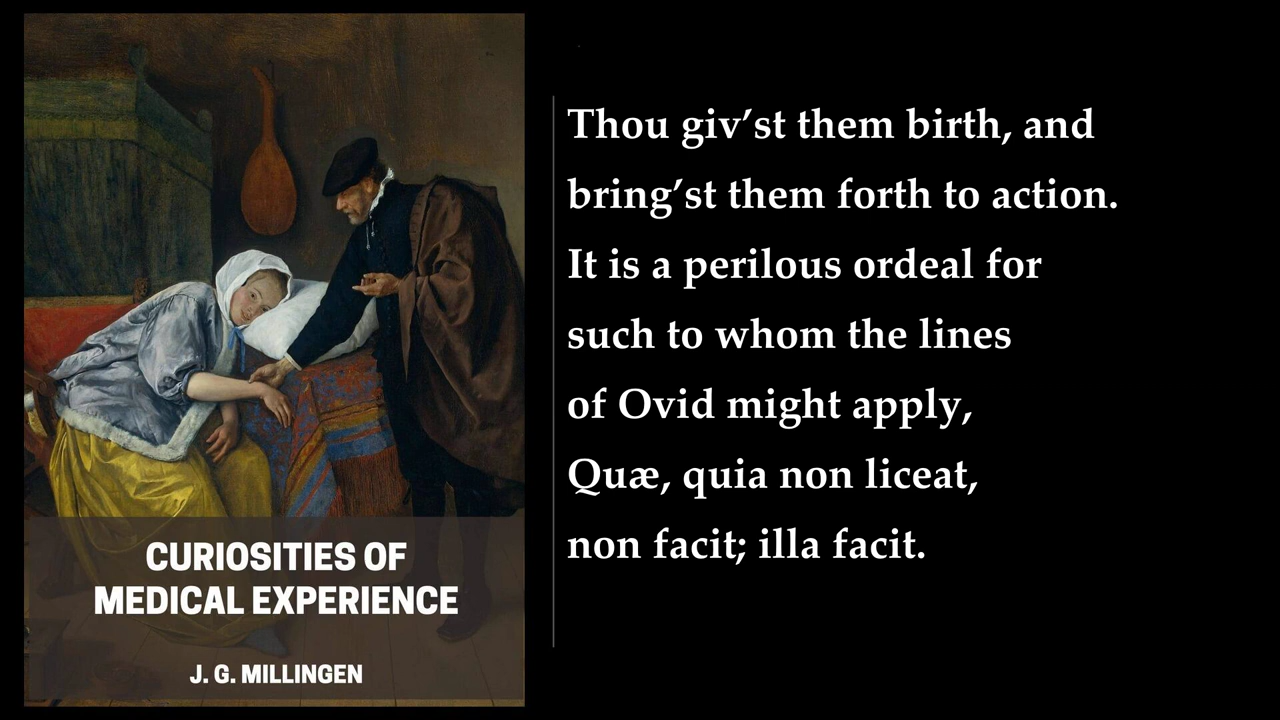 CURIOSITIES OF
MEDICAL EXPERIENCE
J. G. MILLINGEN
Thou giv’st them birth, and
bring’st them forth to action.
It is a perilous ordeal for
such to whom the lines
of Ovid might apply,
Quæ, quia non liceat,
non facit; illa facit.